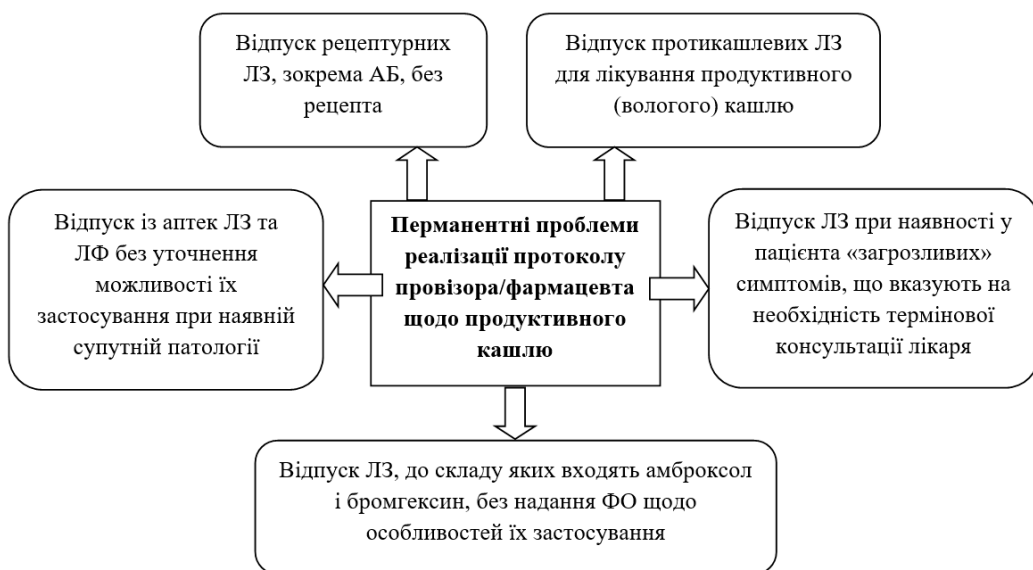 Відпуск рецептурних
ЛЗ, зокрема АБ, без
рецепта
Відпуск протикашлевих ЛЗ
для лікування продуктивного
(вологого) кашлю
Відпуск із аптек ЛЗ та
ЛФ без уточнення
можливості їх
застосування при наявній
супутній патології
Перманентні проблеми
реалізації протоколу
провізора/фармацевта
щодо продуктивного
кашлю
Відпуск ЛЗ при наявності у
пацієнта «загрозливих»
симптомів, що вказують на
необхідність термінової
консультації лікаря
Відпуск ЛЗ, до складу яких входять амброксол
і бромгексин, без надання ФО щодо
особливостей їх застосування